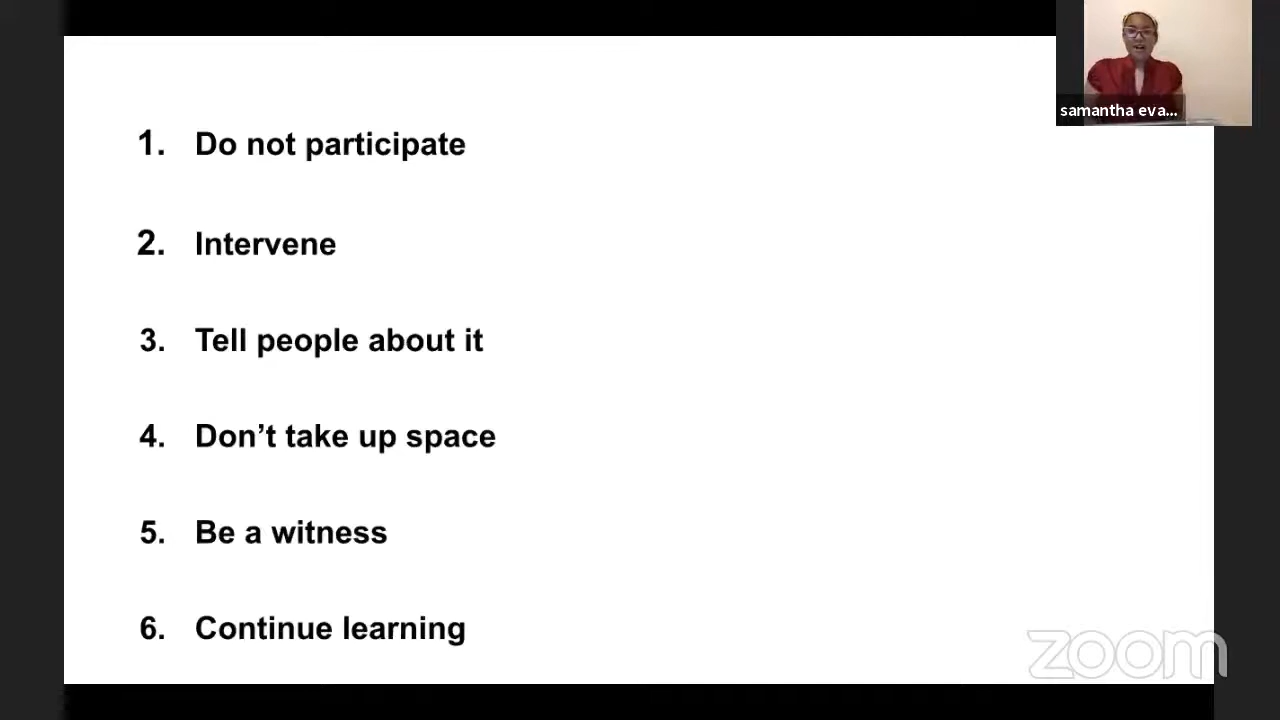 samantha eva...
1. Do not participate
2. Intervene
3. Tell people about it
4. Don’t take up space
5. Be a witness
6. Continue learning
zoom